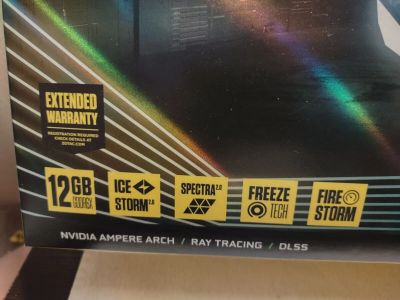 EXTENDED
WARRANTY
REGISTRATION REQUIRED
CHECK DETAILS AT
ZOTAC.COM
12GB
GDDR6X
ICE
STORM 2.0
SPECTRA 2.0
FREEZE
TECH
FIRE
STORM
NVIDIA AMPERE ARCH / RAY TRACING / DLSS